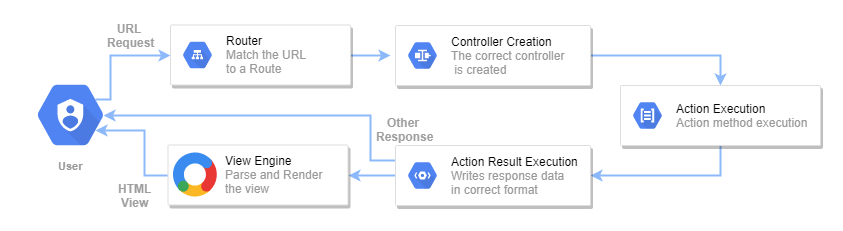 URL
Request
Router
Match the URL
to a Route
Controller Creation
The correct controller
is created
Action Execution
Action method execution
Other
Response
Action Result Execution
Writes response data
in correct format
View Engine
Parse and Render
the view
HTML
View
User